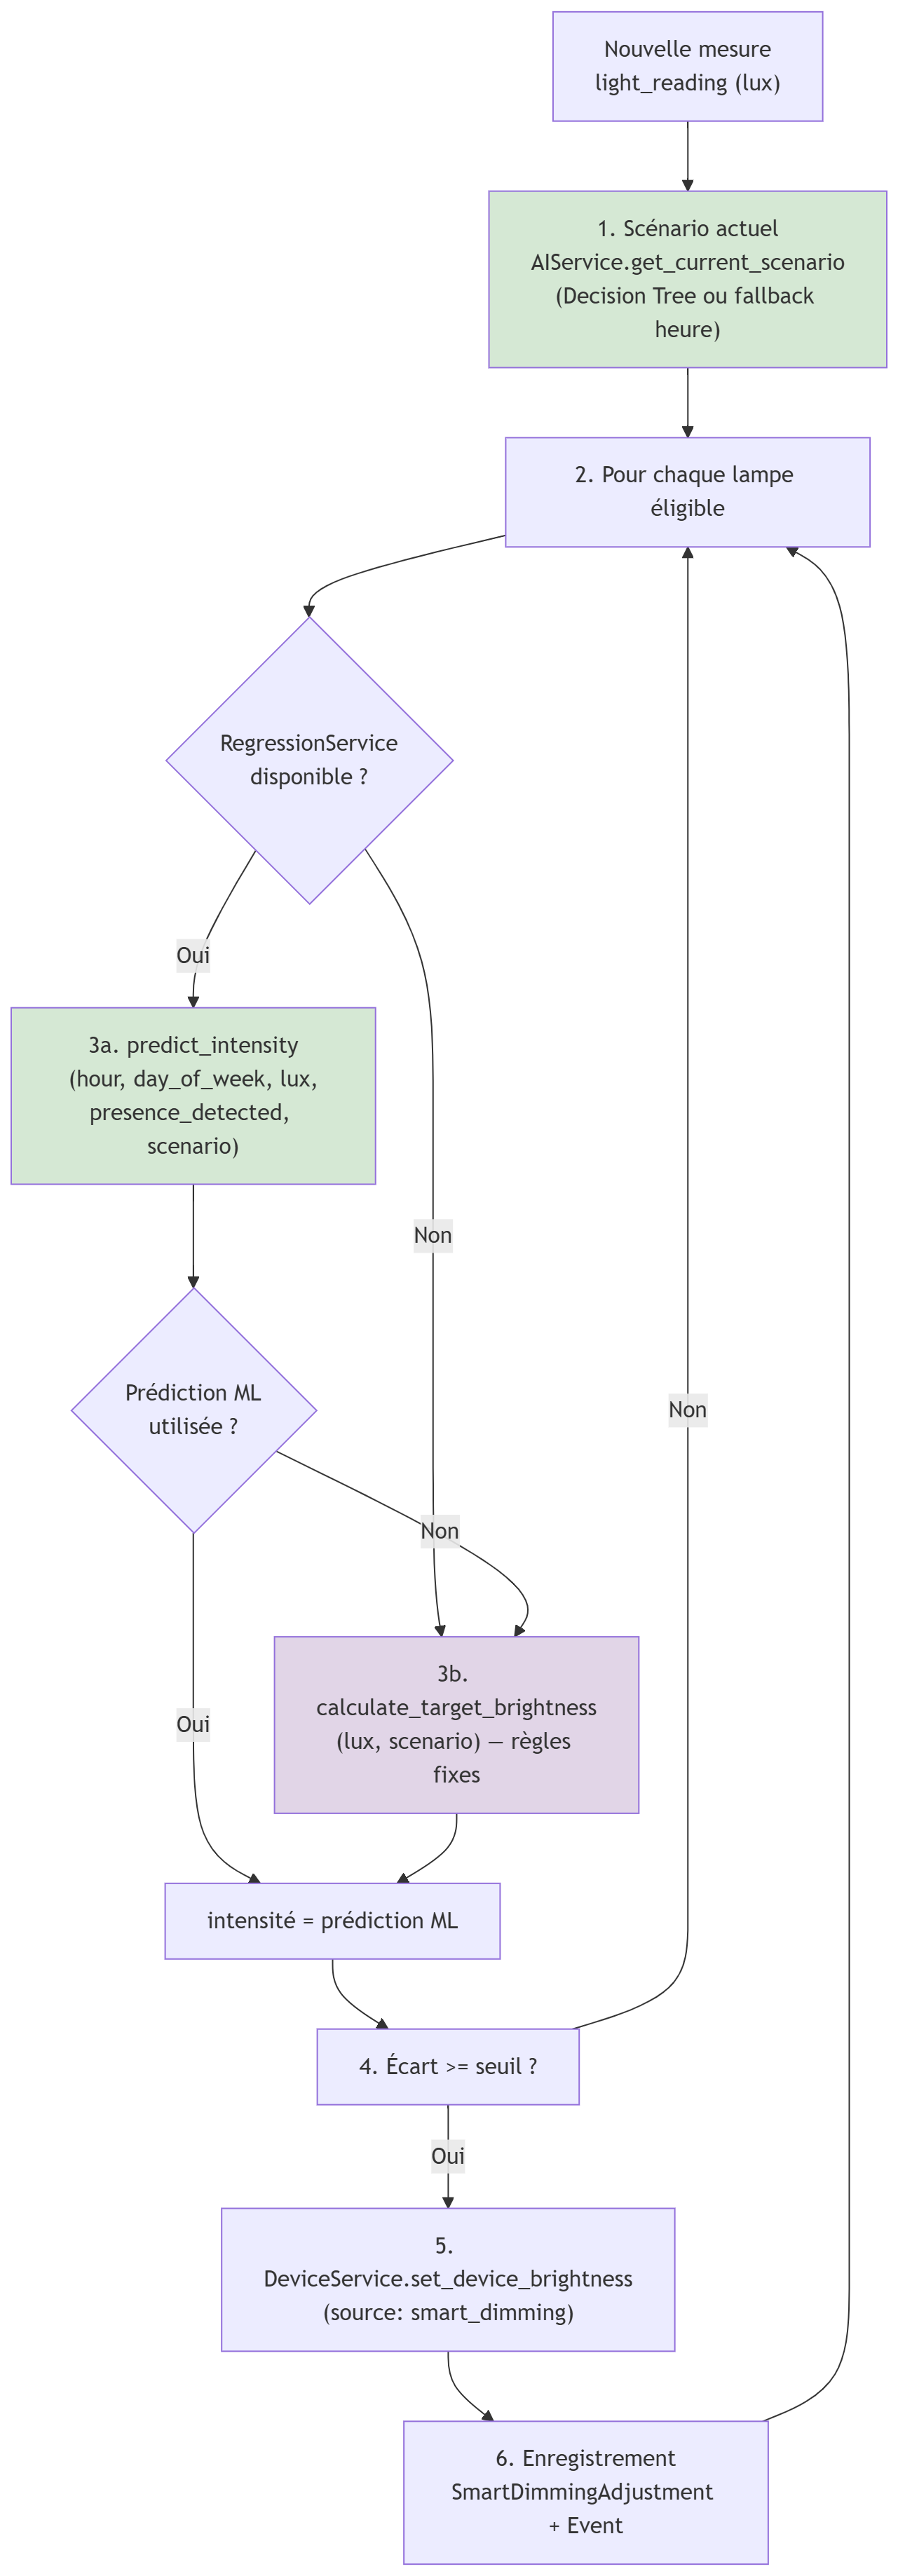 Nouvelle mesure
light_reading (lux)
1. Scénario actuel
AIService.get_current_scenario
(Decision Tree ou fallback
heure)
2. Pour chaque lampe
éligible
RegressionService
disponible ?
Oui
3a. predict_intensity
(hour, day_of_week, lux,
presence_detected,
scenario)
Non
Prédiction ML
utilisée ?
Non
Non
3b.
calculate_target_brightness
(lux, scenario) — règles
fixes
Oui
intensité = prédiction ML
4. Écart >= seuil ?
Oui
5.
DeviceService.set_device_brightness
(source: smart_dimming)
6. Enregistrement
SmartDimmingAdjustment
+ Event